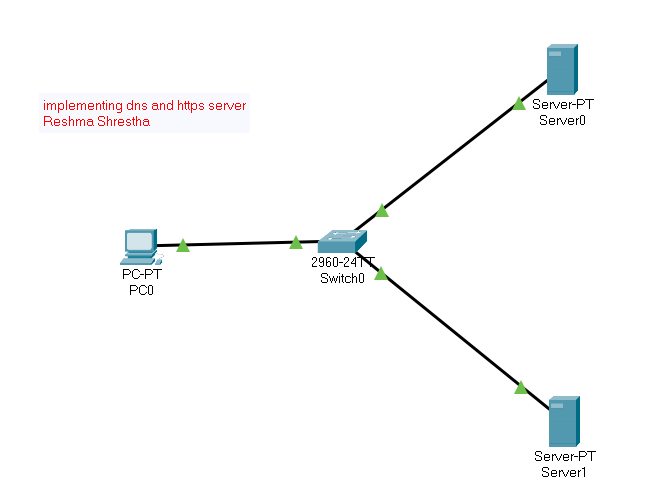 implementing dns and https server
Reshma Shrestha
Server-PT
Server0
PC-PT
PC0
2960-24TT
Switch0
Server-PT
Server1